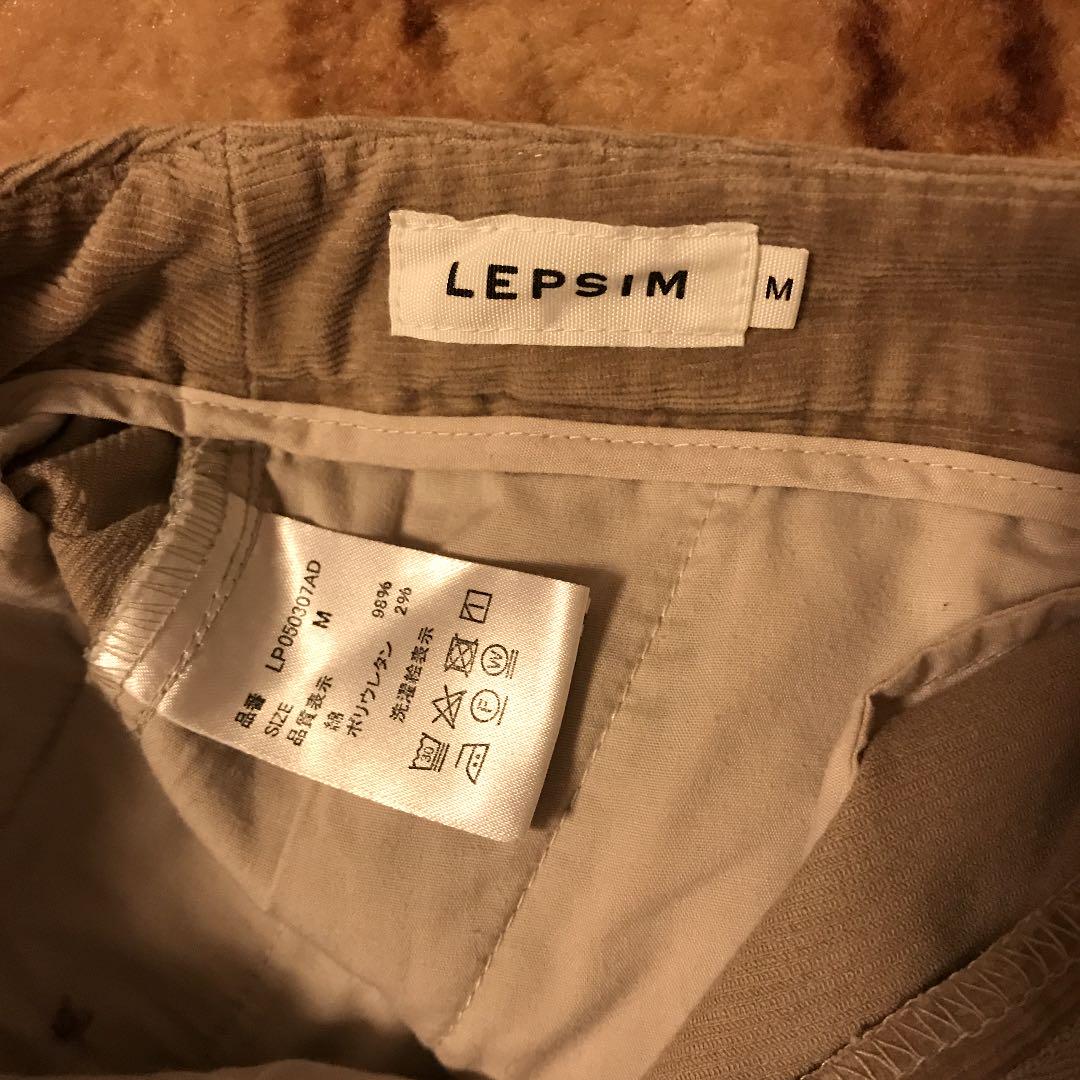 LEPSIM
M
品番 LP050307AD
SIZE M
品質表示
綿 98%
ポリウレタン 2%
洗濯絵表示
30
W
F